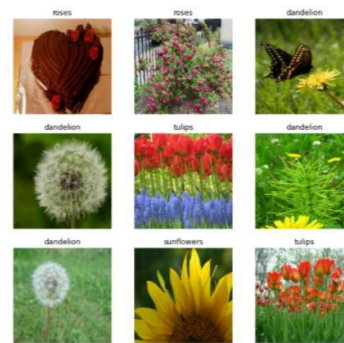 roses
roses
dandelion
dandelion
tulips
dandelion
dandelion
sunflowers
tulips